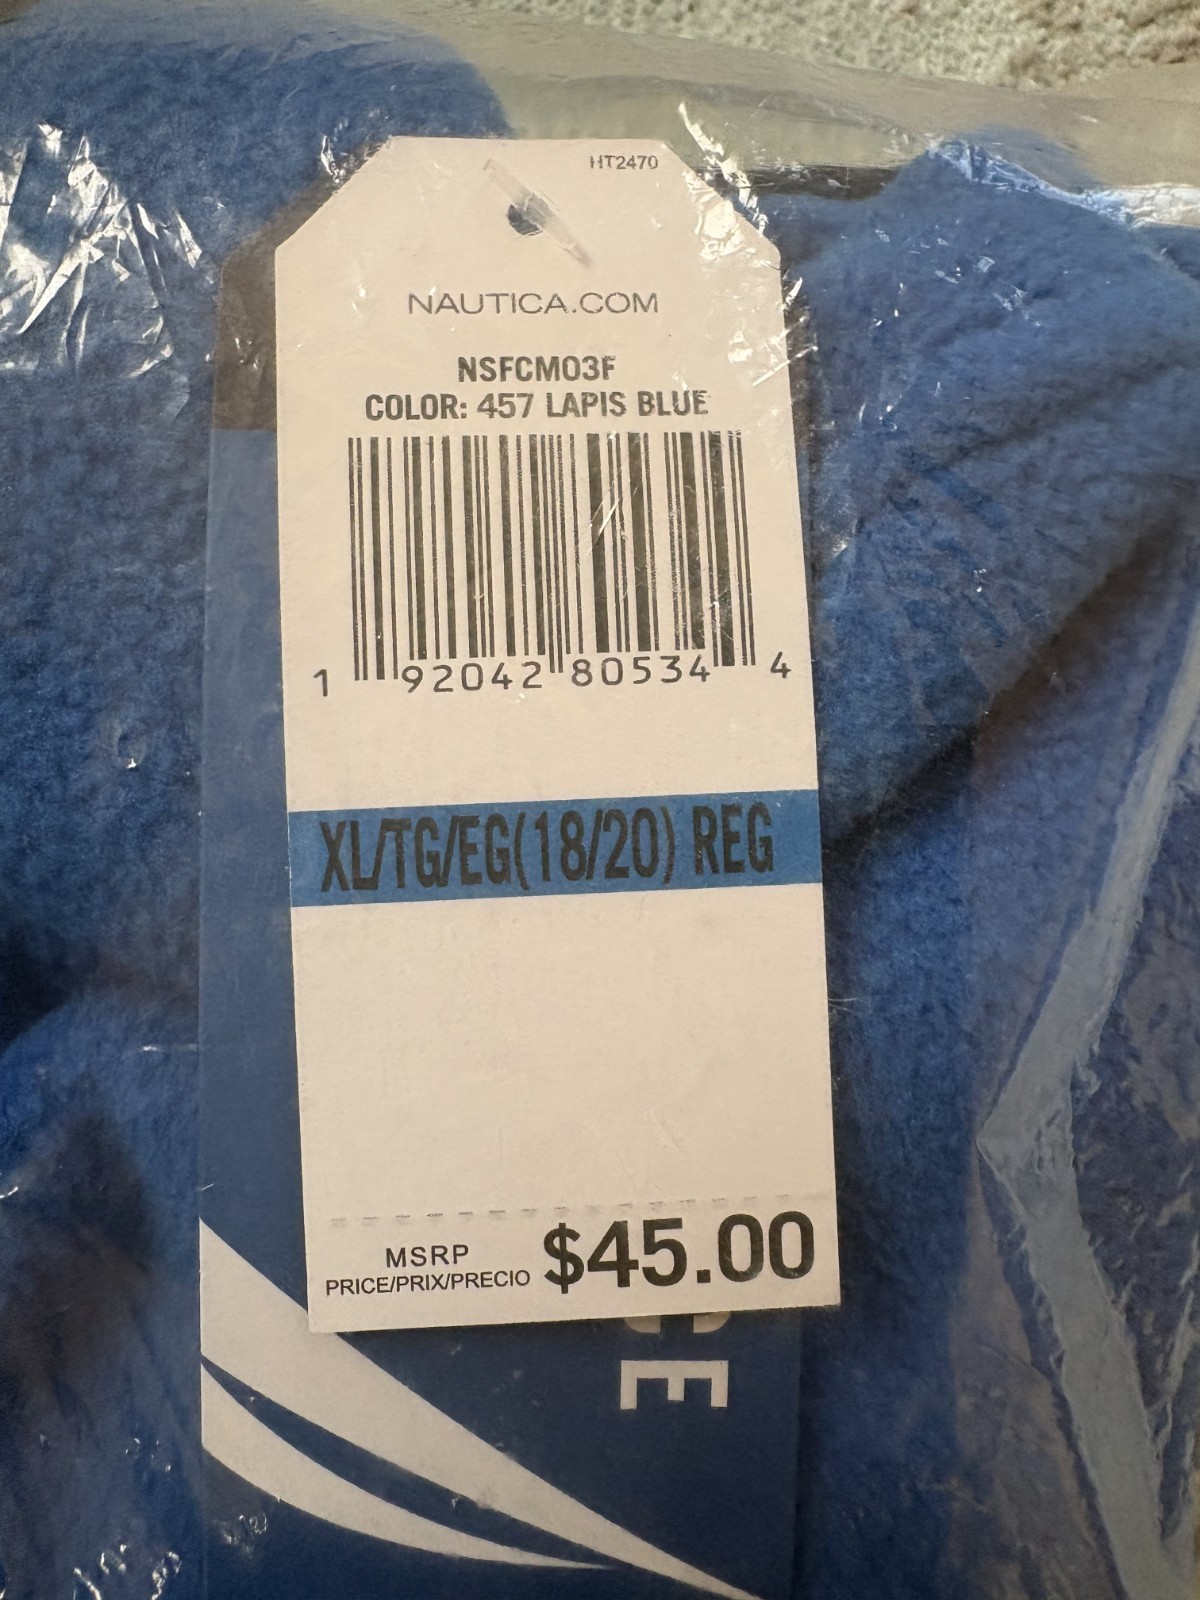 HT2470
NAUTICA.COM
NSFCM03F
COLOR: 457 LAPIS BLUE
1 92042 80534 4
XL/TG/EG(18/20) REG
MSRP
PRICE/PRIX/PRECIO $45.00
E